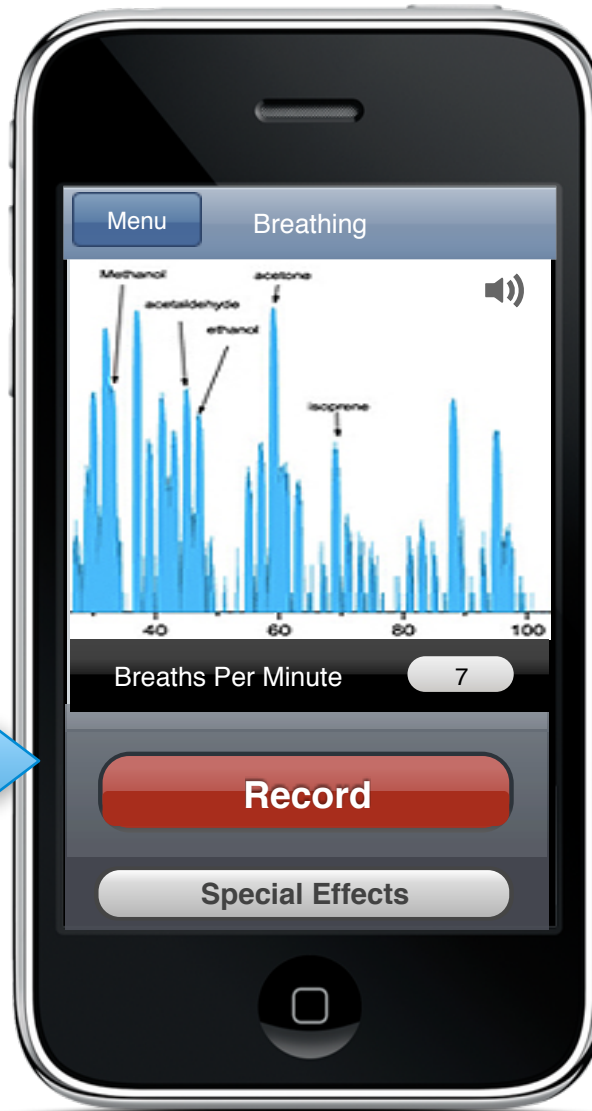 Menu Breathing
Methanol acetone
acetaldehyde
ethanol
isoprene
40 60 80 100
Breaths Per Minute 7
Record
Special Effects